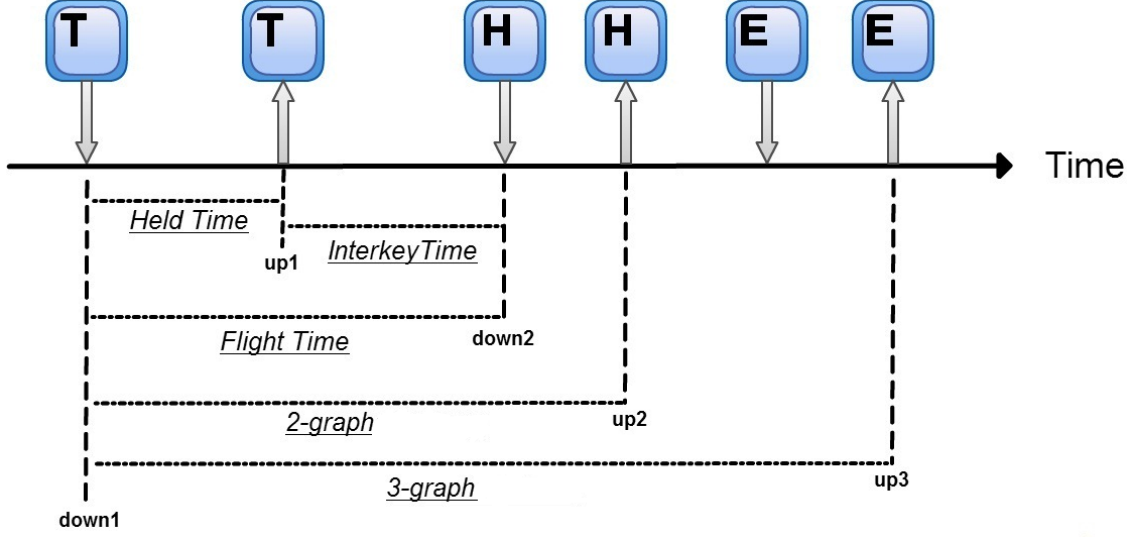 T T H H E E
Time
Held Time
InterkeyTime
up1
Flight Time
down2
2-graph
up2
3-graph
up3
down1